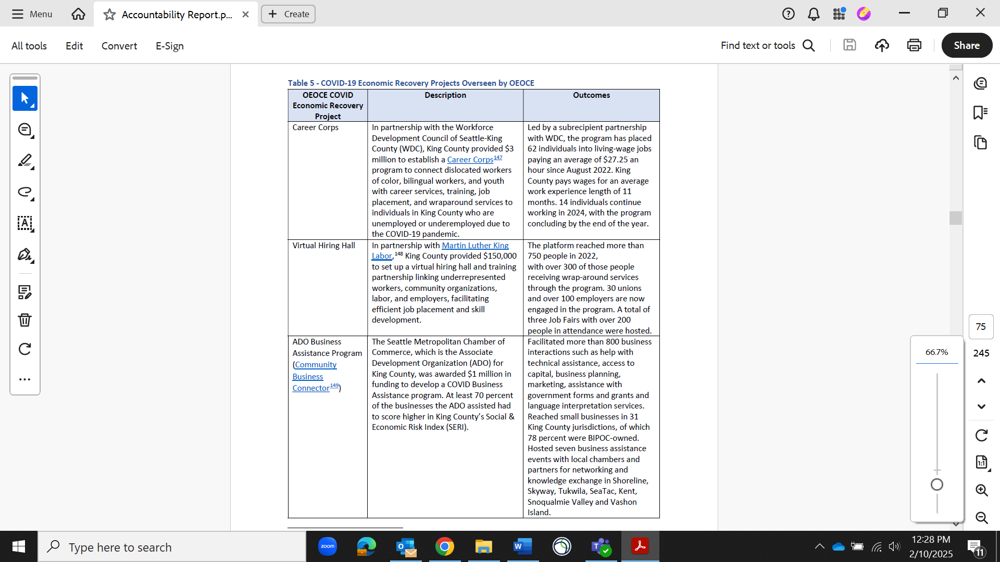 Menu
Accountability Report.p...
Create
All tools
Edit
Convert
E-Sign
Find text or tools
Share
Table 5 - COVID-19 Economic Recovery Projects Overseen by OEOCE
OEOCE COVID
Economic Recovery
Project
Description
Outcomes
Career Corps
In partnership with the Workforce
Development Council of Seattle-King
County (WDC), King County provided $3
million to establish a Career Corps147
program to connect dislocated workers
of color, bilingual workers, and youth
with career services, training, job
placement, and wraparound services to
individuals in King County who are
unemployed or underemployed due to
the COVID-19 pandemic.
Led by a subrecipient partnership
with WDC, the program has placed
62 individuals into living-wage jobs
paying an average of $27.25 an
hour since August 2022. King
County pays wages for an average
work experience length of 11
months. 14 individuals continue
working in 2024, with the program
concluding by the end of the year.
Virtual Hiring Hall
In partnership with Martin Luther King
Labor,148 King County provided $150,000
to set up a virtual hiring hall and training
partnership linking underrepresented
workers, community organizations,
labor, and employers, facilitating
efficient job placement and skill
development.
The platform reached more than
750 people in 2022,
with over 300 of those people
receiving wrap-around services
through the program. 30 unions
and over 100 employers are now
engaged in the program. A total of
three Job Fairs with over 200
people in attendance were hosted.
ADO Business
Assistance Program
(Community
Business
Connector149)
The Seattle Metropolitan Chamber of
Commerce, which is the Associate
Development Organization (ADO) for
King County, was awarded $1 million in
funding to develop a COVID Business
Assistance program. At least 70 percent
of the businesses the ADO assisted had
to score higher in King County’s Social &
Economic Risk Index (SERI).
Facilitated more than 800 business
interactions such as help with
technical assistance, access to
capital, business planning,
marketing, assistance with
government forms and grants and
language interpretation services.
Reached small businesses in 31
King County jurisdictions, of which
78 percent were BIPOC-owned.
Hosted seven business assistance
events with local chambers and
partners for networking and
knowledge exchange in Shoreline,
Skyway, Tukwila, SeaTac, Kent,
Snoqualmie Valley and Vashon
Island.
75
245
66.7%
1:1
Type here to search
zoom
12:28 PM
2/10/2025
11